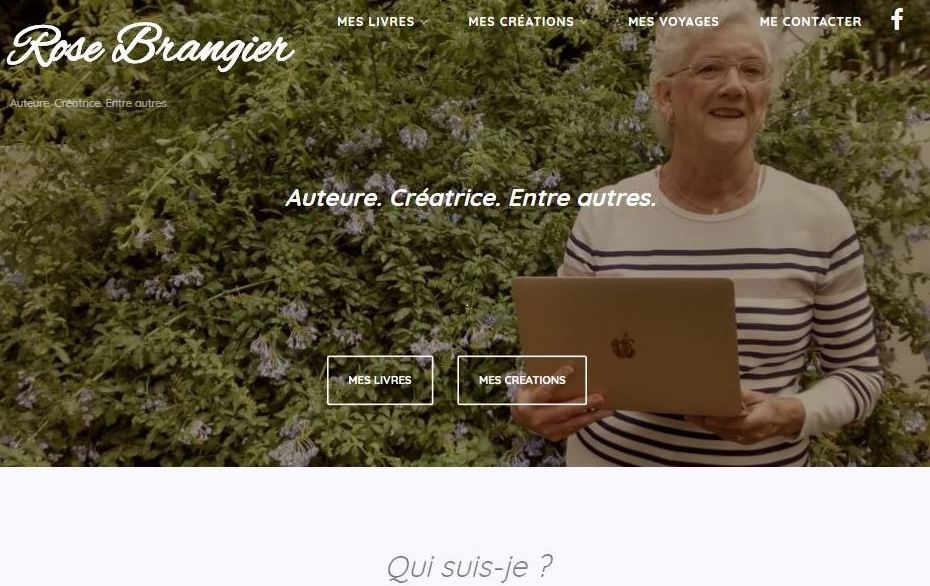 MES LIVRES
MES CRÉATIONS
MES VOYAGES
ME CONTACTER
f
Rose Brangier
Auteure. Créatrice. Entre autres.
Auteure. Créatrice. Entre autres.
.
MES LIVRES
MES CREATIONS
Qui suis-je ?